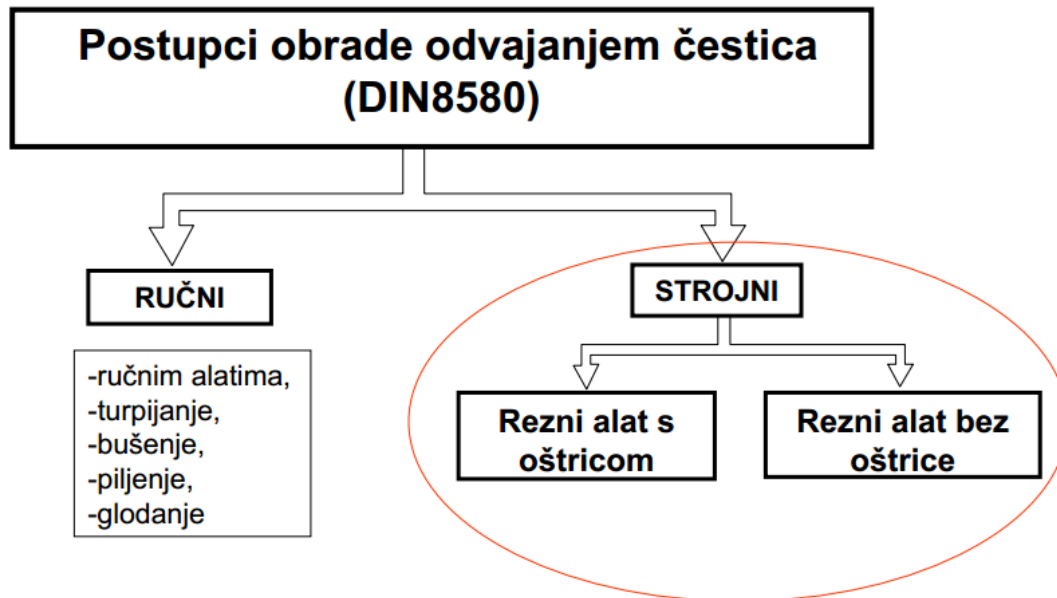 Postupci obrade odvajanjem čestica
(DIN8580)
RUČNI
-ručnim alatima,
-turpijanje,
-bušenje,
-piljenje,
-glodanje
STROJNI
Rezni alat s
oštricom
Rezni alat bez
oštrice